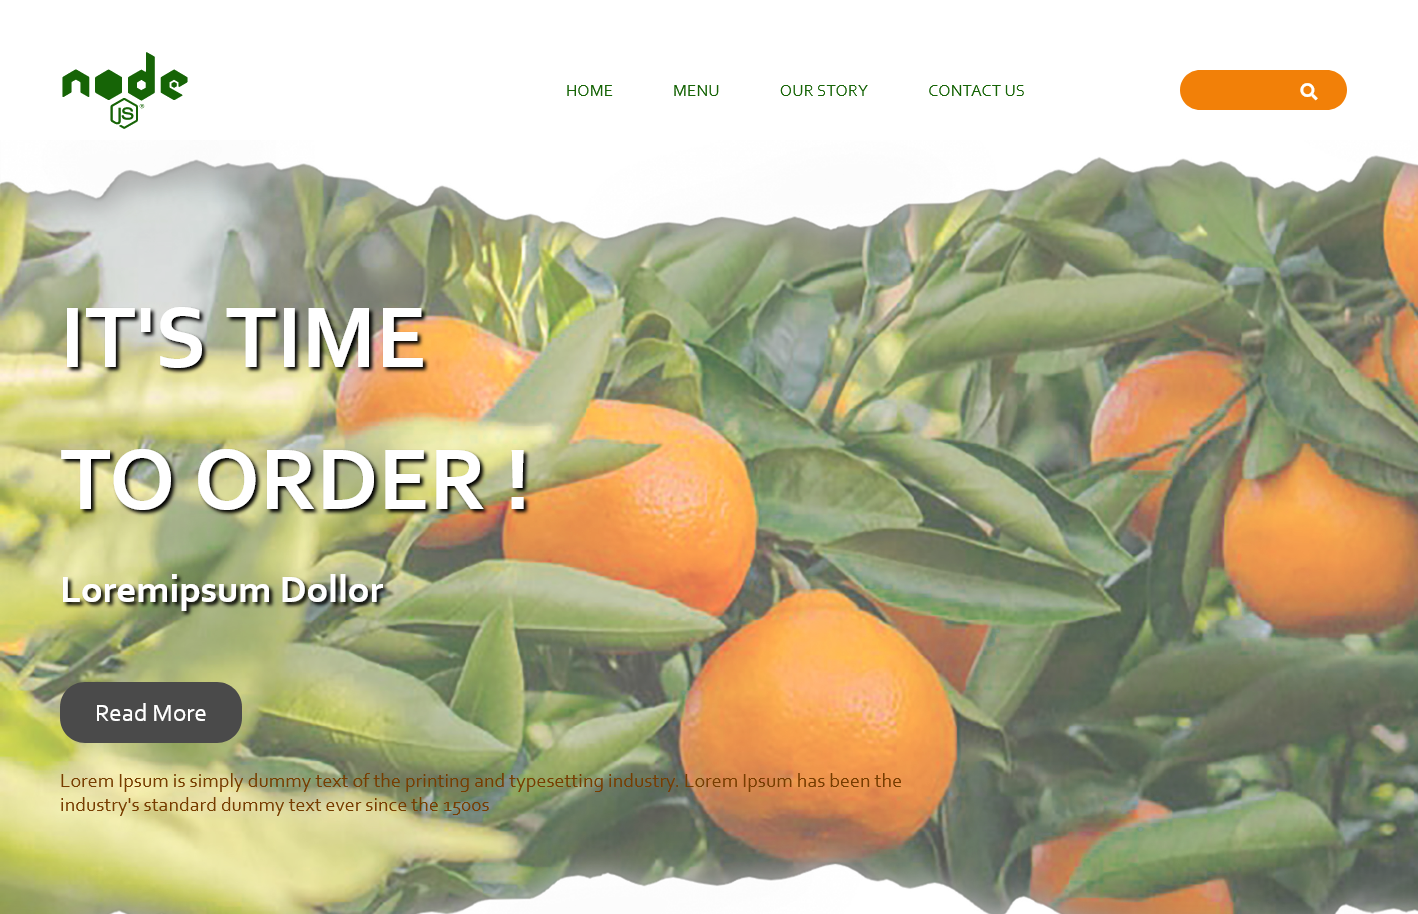 node
JS®
HOME
MENU
OUR STORY
CONTACT US
IT'S TIME
TO ORDER !
Loremipsum Dollor
Read More
Lorem Ipsum is simply dummy text of the printing and typesetting industry. Lorem Ipsum has been the
industry's standard dummy text ever since the 1500s